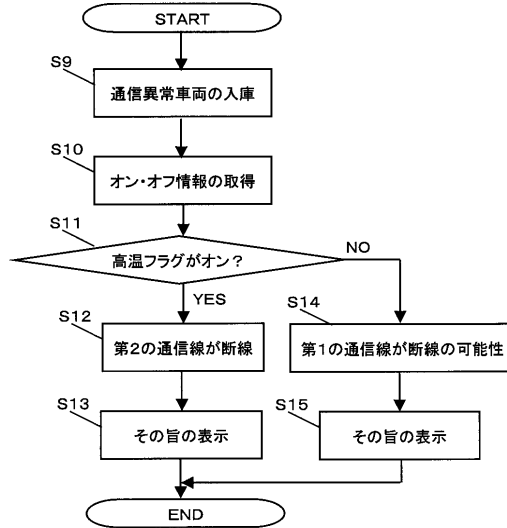 START
S9
通信異常車両の入庫
S10
オン・オフ情報の取得
S11
高温フラグがオン？
NO
YES
S12
第2の通信線が断線
S14
第1の通信線が断線の可能性
S13
その旨の表示
S15
その旨の表示
END